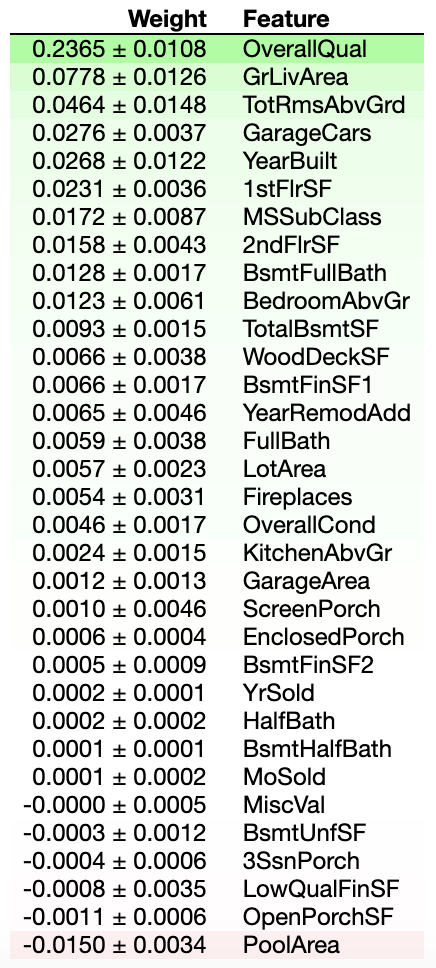 Weight Feature
0.2365 ± 0.0108 OverallQual
0.0778 ± 0.0126 GrLivArea
0.0464 ± 0.0148 TotRmsAbvGrd
0.0276 ± 0.0037 GarageCars
0.0268 ± 0.0122 YearBuilt
0.0231 ± 0.0036 1stFlrSF
0.0172 ± 0.0087 MSSubClass
0.0158 ± 0.0043 2ndFlrSF
0.0128 ± 0.0017 BsmtFullBath
0.0123 ± 0.0061 BedroomAbvGr
0.0093 ± 0.0015 TotalBsmtSF
0.0066 ± 0.0038 WoodDeckSF
0.0066 ± 0.0017 BsmtFinSF1
0.0065 ± 0.0046 YearRemodAdd
0.0059 ± 0.0038 FullBath
0.0057 ± 0.0023 LotArea
0.0054 ± 0.0031 Fireplaces
0.0046 ± 0.0017 OverallCond
0.0024 ± 0.0015 KitchenAbvGr
0.0012 ± 0.0013 GarageArea
0.0010 ± 0.0046 ScreenPorch
0.0006 ± 0.0004 EnclosedPorch
0.0005 ± 0.0009 BsmtFinSF2
0.0002 ± 0.0001 YrSold
0.0002 ± 0.0002 HalfBath
0.0001 ± 0.0001 BsmtHalfBath
0.0001 ± 0.0002 MoSold
-0.0000 ± 0.0005 MiscVal
-0.0003 ± 0.0012 BsmtUnfSF
-0.0004 ± 0.0006 3SsnPorch
-0.0008 ± 0.0035 LowQualFinSF
-0.0011 ± 0.0006 OpenPorchSF
-0.0150 ± 0.0034 PoolArea